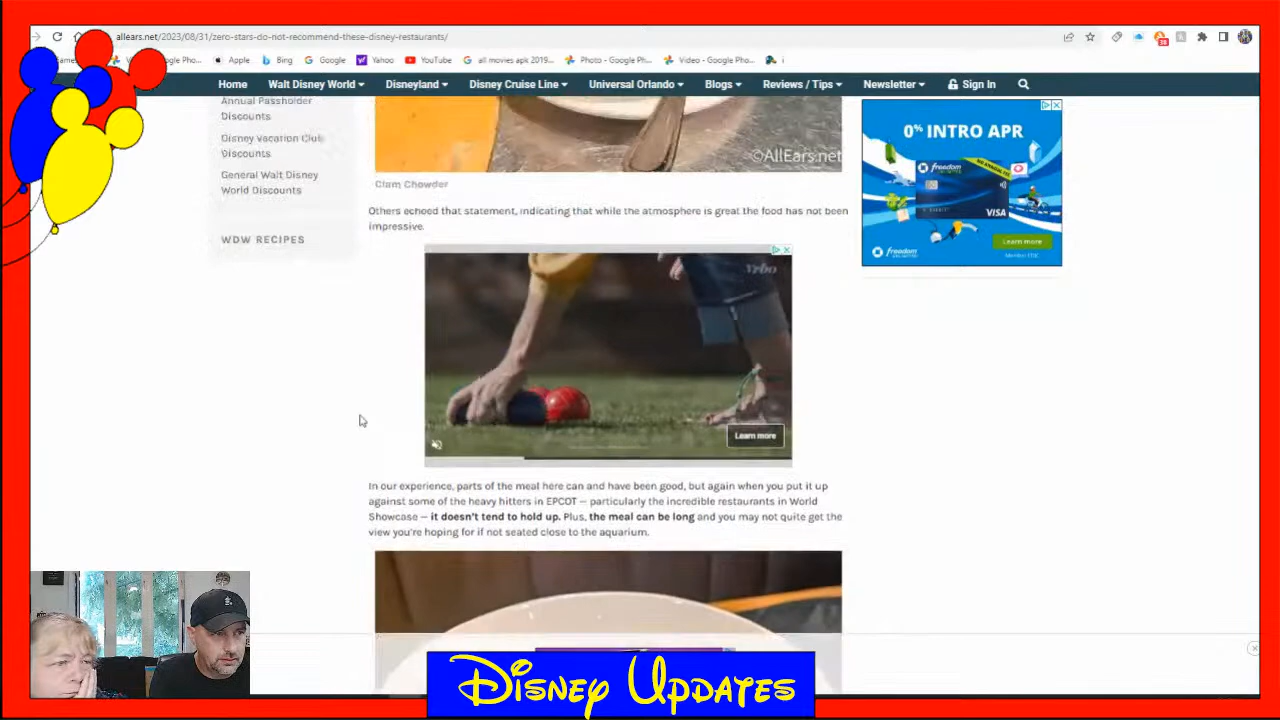 allears.net/2023/08/31/zero-stars-do-not-recommend-these-disney-restaurants/
Apple Bing Google Yahoo YouTube all movies apk 2019... Photo - Google Ph... Video - Google Pho...
Home Walt Disney World Disneyland Disney Cruise Line Universal Orlando Blogs Reviews / Tips Newsletter Sign In
Annual Passholder
Discounts
Disney Vacation Club
Discounts
General Walt Disney
World Discounts
WDW RECIPES
©AllEars.net
Clam Chowder
Others echoed that statement, indicating that while the atmosphere is great the food has not been
impressive.
Vrbo
Learn more
In our experience, parts of the meal here can and have been good, but again when you put it up
against some of the heavy hitters in EPCOT — particularly the incredible restaurants in World
Showcase — it doesn't tend to hold up. Plus, the meal can be long and you may not quite get the
view you're hoping for if not seated close to the aquarium.
0% INTRO APR
freedom
VISA
freedom
Learn more
DISNEY UPDATES